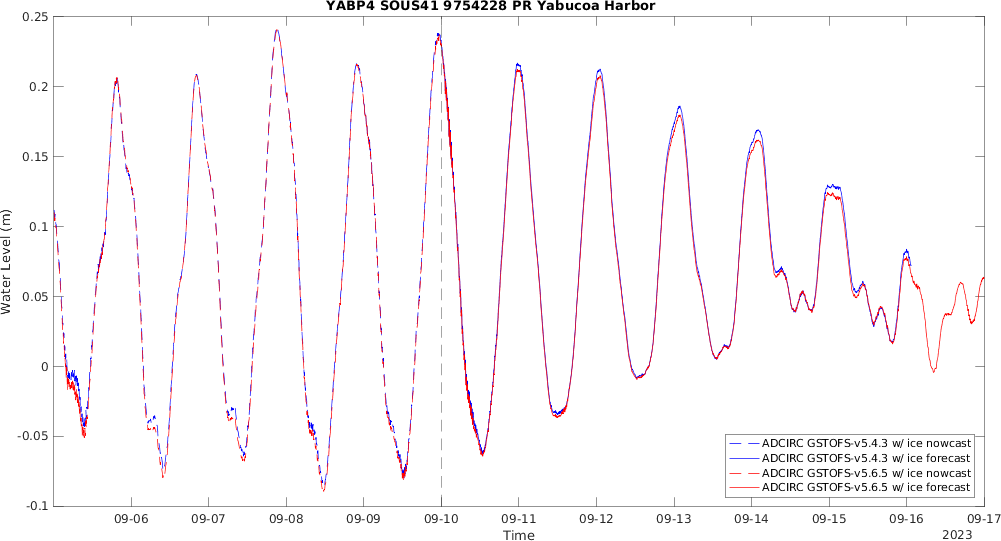 YABP4 SOUS41 9754228 PR Yabucoa Harbor
0.25
0.2
0.15
0.1
0.05
0
-0.05
-0.1
Water Level (m)
ADCIRC GSTOFS-v5.4.3 w/ ice nowcast
ADCIRC GSTOFS-v5.4.3 w/ ice forecast
ADCIRC GSTOFS-v5.6.5 w/ ice nowcast
ADCIRC GSTOFS-v5.6.5 w/ ice forecast
09-06 09-07 09-08 09-09 09-10 09-11 09-12 09-13 09-14 09-15 09-16 09-17
Time
2023